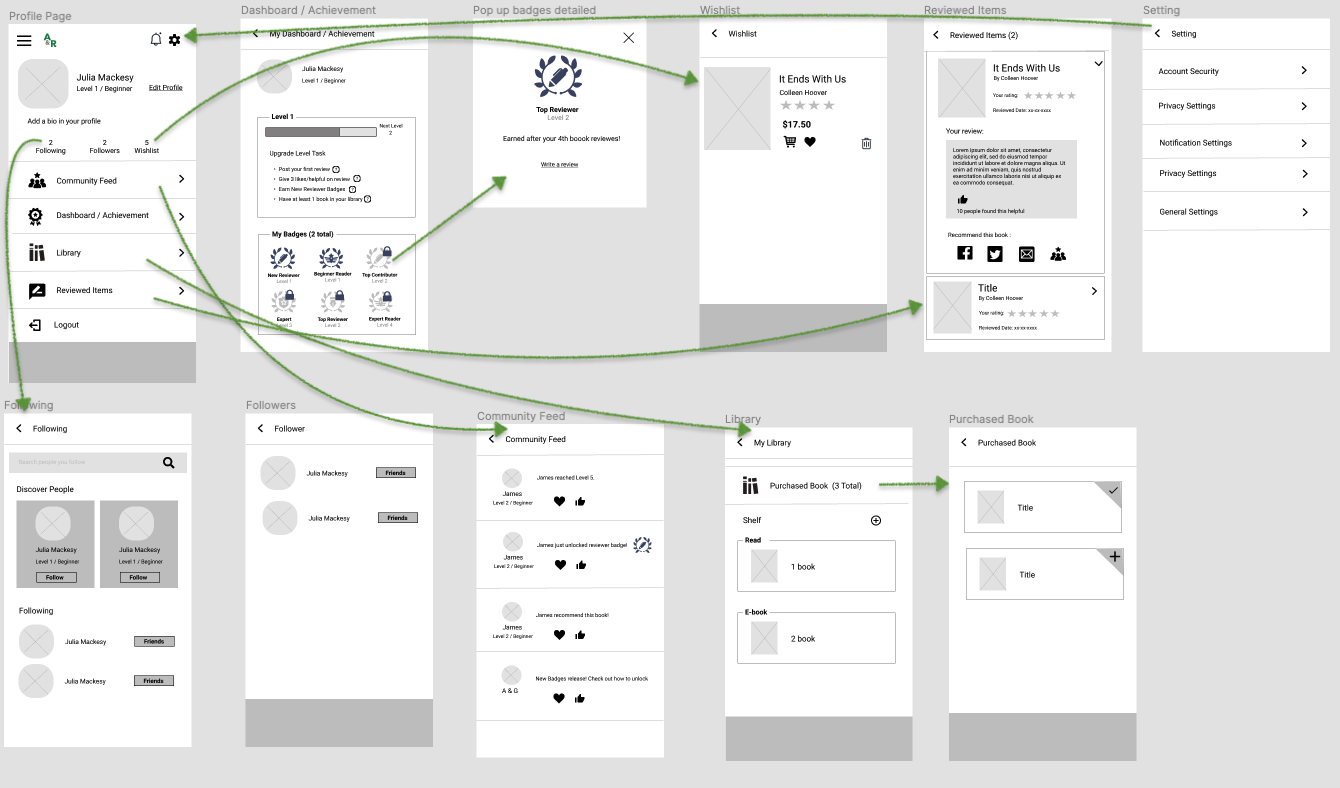 Profile Page
A&R
Julia Mackesy
Level 1 / Beginner
Edit Profile
Add a bio in your profile
2
Following
2
Followers
5
Wishlist
Community Feed
Dashboard / Achievement
Library
Reviewed Items
Logout
Dashboard / Achievement
My Dashboard / Achievement
Julia Mackesy
Level 1 / Beginner
Level 1
Next Level
2
Upgrade Level Task
Post your first review
Give 3 likes/helpful on review
Earn New Reviewer Badges
Have at least 1 book in your library
My Badges (2 total)
New Reviewer
Level 1
Beginner Reader
Level 1
Top Contributor
Level 2
Expert
Level 3
Top Reviewer
Level 2
Expert Reader
Level 4
Pop up badges detailed
Top Reviewer
Level 2
Earned after your 4th boook reviewes!
Write a review
Wishlist
Wishlist
It Ends With Us
Colleen Hoover
$17.50
Reviewed Items
Reviewed Items (2)
It Ends With Us
By Colleen Hoover
Your rating:
Reviewed Date: xx-xx-xxxx
Your review:
Lorem ipsum dolor sit amet, consectetur
adipiscing elit, sed do eiusmod tempor
incididunt ut labore et dolore magna aliqua. Ut
enim ad minim veniam, quis nostrud
exercitation ullamco laboris nisi ut aliquip ex
ea commodo consequat.
10 people found this helpful
Recommend this book :
Title
By Colleen Hoover
Your rating:
Reviewed Date: xx-xx-xxxx
Setting
Setting
Account Security
Privacy Settings
Notification Settings
Privacy Settings
General Settings
Following
Following
Search people you follow
Discover People
Julia Mackesy
Level 1 / Beginner
Follow
Julia Mackesy
Level 1 / Beginner
Follow
Following
Julia Mackesy
Friends
Julia Mackesy
Friends
Followers
Follower
Julia Mackesy
Friends
Julia Mackesy
Friends
Community Feed
Community Feed
James reached Level 5.
James
Level 2 / Beginner
James just unlocked reviewer badge!
James
Level 2 / Beginner
James recommend this book!
James
Level 2 / Beginner
New Badges release! Check out how to unlock
A & G
Library
My Library
Purchased Book (3 Total)
Shelf
Read
1 book
E-book
2 book
Purchased Book
Purchased Book
Title
Title